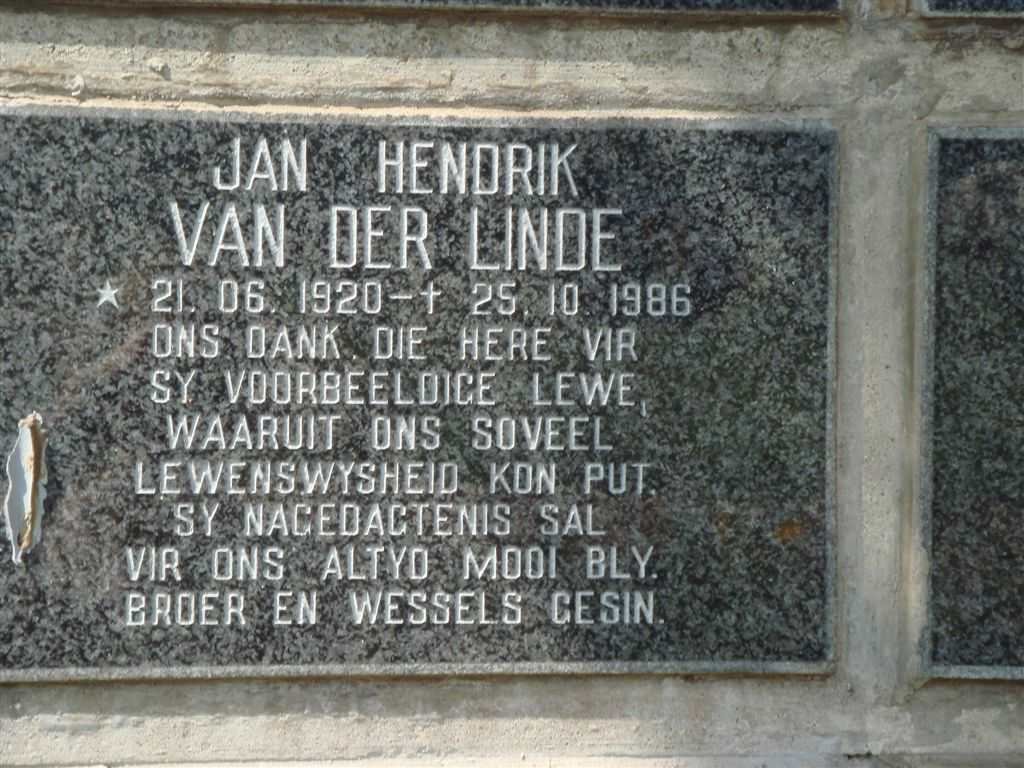 JAN HENDRIK
VAN DER LINDE
★ 21. 06. 1920 - † 25. 10. 1986
ONS DANK DIE HERE VIR
SY VOORBEELDIGE LEWE,
WAARUIT ONS SOVEEL
LEWENSWYSHEID KON PUT.
SY NAGEDAGTENIS SAL
VIR ONS ALTYD MOOI BLY.
BROER EN WESSELS GESIN.